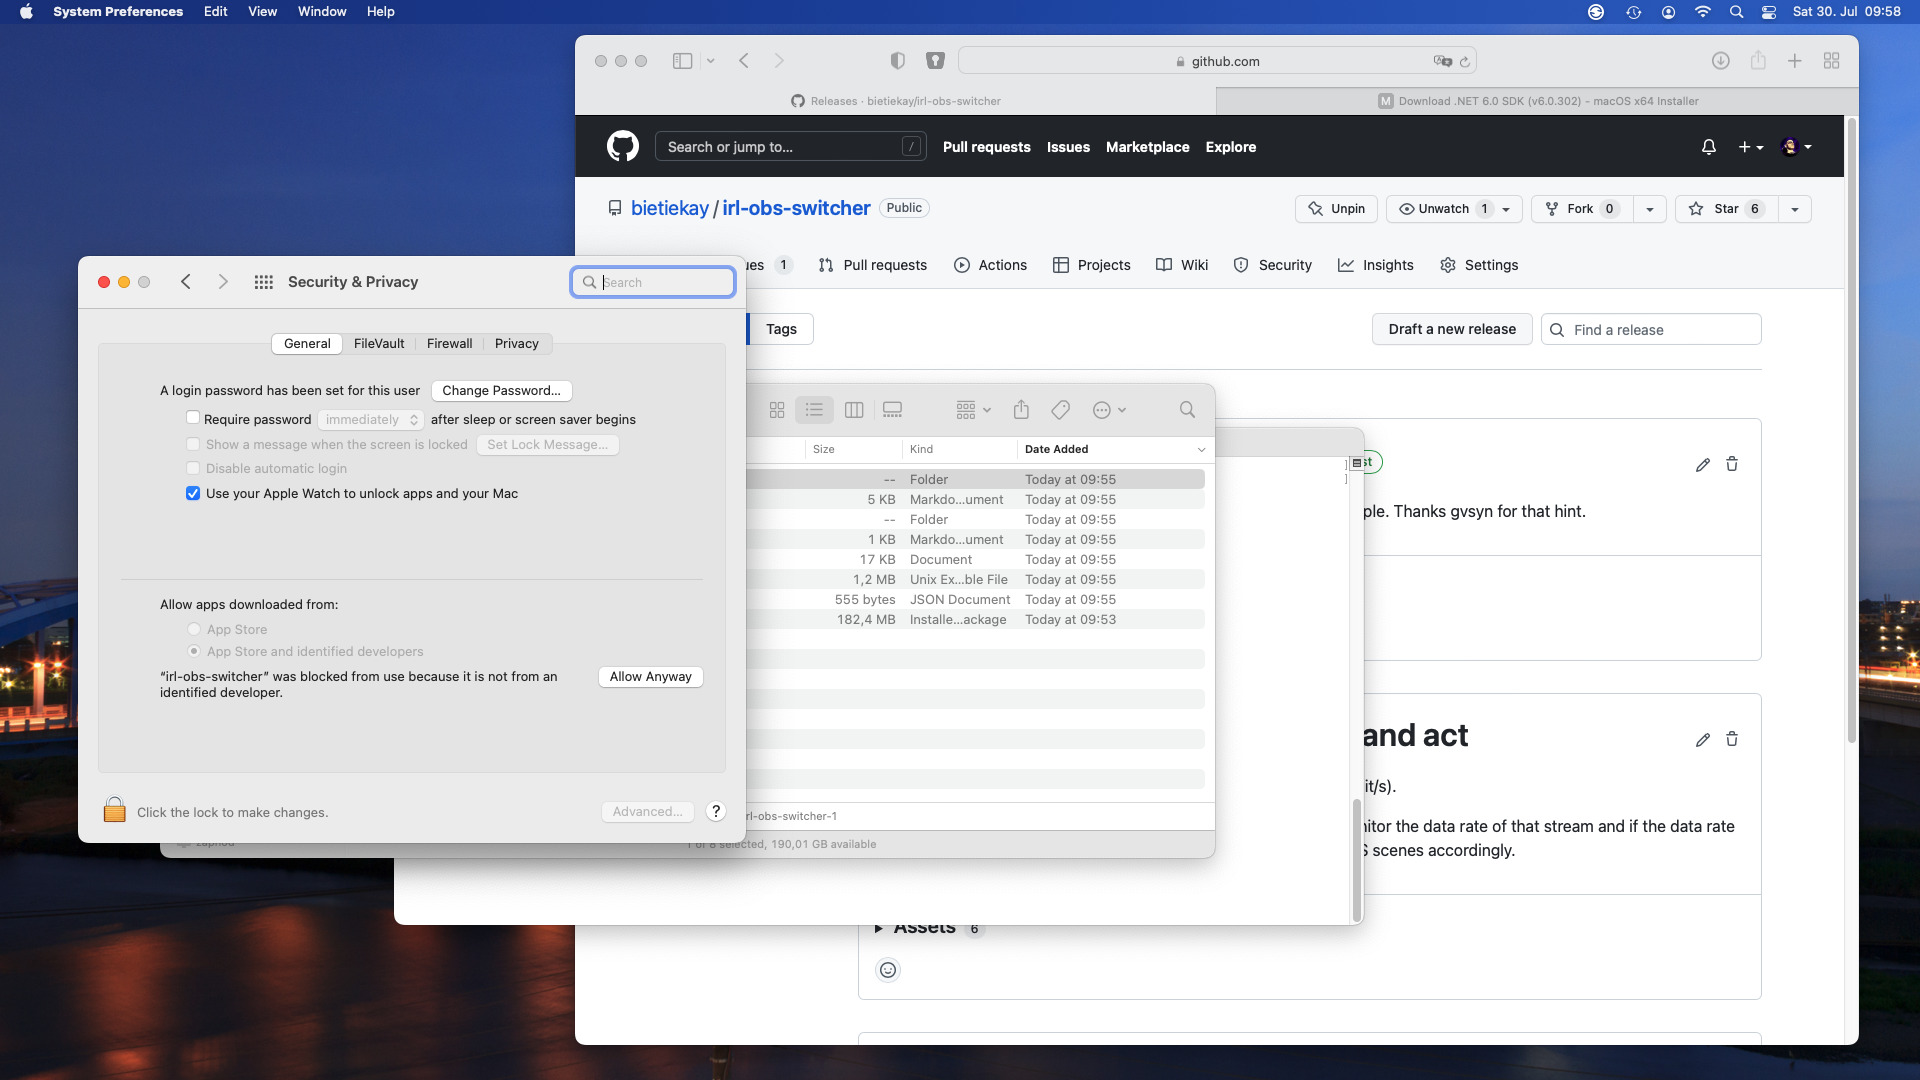 System Preferences Edit View Window Help
Sat 30. Jul 09:58
github.com
Releases · bietiekay/irl-obs-switcher
M Download .NET 6.0 SDK (v6.0.302) - macOS x64 Installer
Search or jump to... /
Pull requests Issues Marketplace Explore
bietiekay / irl-obs-switcher Public
Unpin
Unwatch 1
Fork 0
Star 6
ues 1 Pull requests Actions Projects Wiki Security Insights Settings
Tags
Draft a new release
Find a release
st
ple. Thanks gvsyn for that hint.
and act
it/s).
itor the data rate of that stream and if the data rate
S scenes accordingly.
Assets 6
Security & Privacy
Search
General FileVault Firewall Privacy
A login password has been set for this user Change Password...
Require password immediately after sleep or screen saver begins
Show a message when the screen is locked Set Lock Message...
Disable automatic login
Use your Apple Watch to unlock apps and your Mac
Allow apps downloaded from:
App Store
App Store and identified developers
“irl-obs-switcher” was blocked from use because it is not from an
identified developer.
Allow Anyway
Click the lock to make changes.
Advanced... ?
Size Kind Date Added
-- Folder Today at 09:55
5 KB Markdo...ument Today at 09:55
-- Folder Today at 09:55
1 KB Markdo...ument Today at 09:55
17 KB Document Today at 09:55
1,2 MB Unix Ex...ble File Today at 09:55
555 bytes JSON Document Today at 09:55
182,4 MB Installe...ackage Today at 09:53
rl-obs-switcher-1
1 of 8 selected, 190,01 GB available
]
]